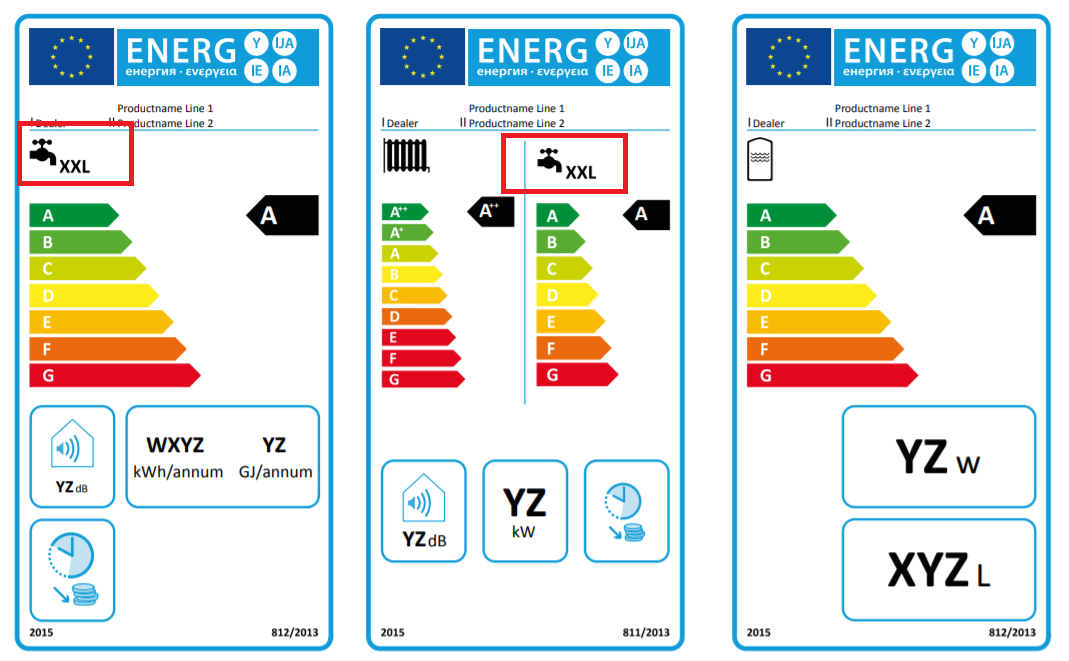 ENERG Y IJA
енергия · ενεργεια IE IA
Productname Line 1
I Dealer II Productname Line 2
XXL
A
A
B
C
D
E
F
G
YZ dB
WXYZ YZ
kWh/annum GJ/annum
2015 812/2013
ENERG Y IJA
енергия · ενεργεια IE IA
Productname Line 1
I Dealer II Productname Line 2
XXL
A++
A++
A+
A
B
C
D
E
F
G
A
A
B
C
D
E
F
G
YZ dB
YZ
kW
2015 811/2013
ENERG Y IJA
енергия · ενεργεια IE IA
Productname Line 1
I Dealer II Productname Line 2
A
A
B
C
D
E
F
G
YZ W
XYZ L
2015 812/2013